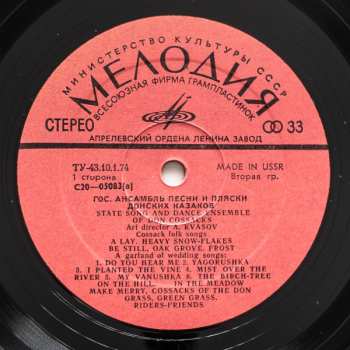 МИНИСТЕРСТВО КУЛЬТУРЫ СССР
МЕЛОДИЯ
ВСЕСОЮЗНАЯ ФИРМА ГРАМПЛАСТИНОК
СТЕРЕО
33
АПРЕЛЕВСКИЙ ОРДЕНА ЛЕНИНА ЗАВОД
ТУ-43.10.1.74
MADE IN USSR
1 сторона
Вторая гр.
С20—05083(а)
ГОС. АНСАМБЛЬ ПЕСНИ И ПЛЯСКИ
ДОНСКИХ КАЗАКОВ
STATE SONG AND DANCE ENSEMBLE
OF DON COSSACKS
Art director A. KVASOV
Cossack folk songs
A LAY. HEAVY SNOW-FLAKES
BE STILL, OAK GROVE. FROST
A garland of wedding songs:
1. DO YOU HEAR ME 2. YAGORUSHKA
3. I PLANTED THE VINE 4. MIST OVER THE
RIVER 5. MY VANUSHKA 6. THE BIRCH-TREE
ON THE HILL. IN THE MEADOW
MAKE MERRY, COSSACKS OF THE DON
GRASS, GREEN GRASS.
RIDERS-FRIENDS